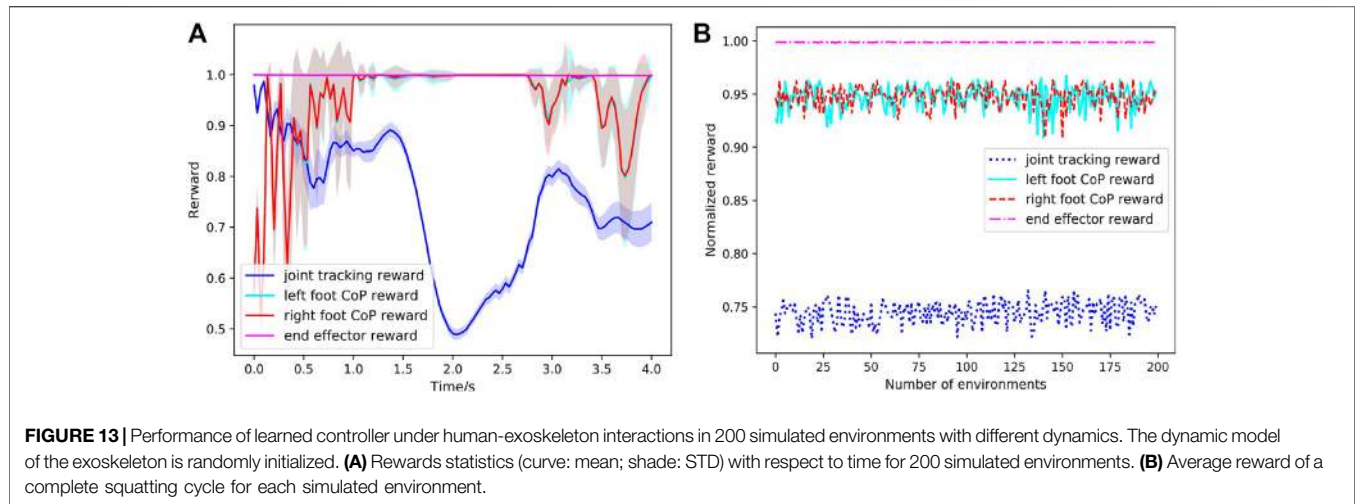 A
Rerward
1.0
0.9
0.8
0.7
0.6
0.5
joint tracking reward
left foot CoP reward
right foot CoP reward
end effector reward
0.0 0.5 1.0 1.5 2.0 2.5 3.0 3.5 4.0
Time/s
B
Normalized rerward
1.00
0.95
0.90
0.85
0.80
0.75
joint tracking reward
left foot CoP reward
right foot CoP reward
end effector reward
0 25 50 75 100 125 150 175 200
Number of environments
FIGURE 13 | Performance of learned controller under human-exoskeleton interactions in 200 simulated environments with different dynamics. The dynamic model
of the exoskeleton is randomly initialized. (A) Rewards statistics (curve: mean; shade: STD) with respect to time for 200 simulated environments. (B) Average reward of a
complete squatting cycle for each simulated environment.